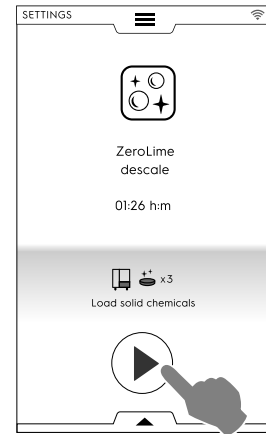 SETTINGS
ZeroLime
descale
01:26 h:m
x3
Load solid chemicals